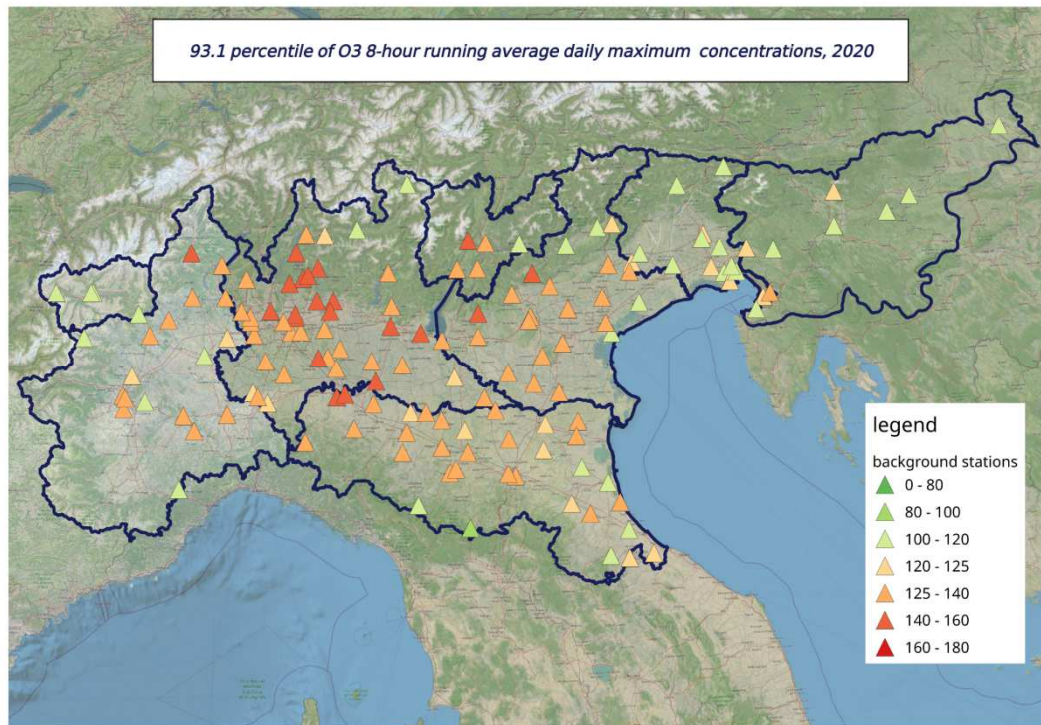 93.1 percentile of O3 8-hour running average daily maximum concentrations, 2020
legend
background stations
0 - 80
80 - 100
100 - 120
120 - 125
125 - 140
140 - 160
160 - 180